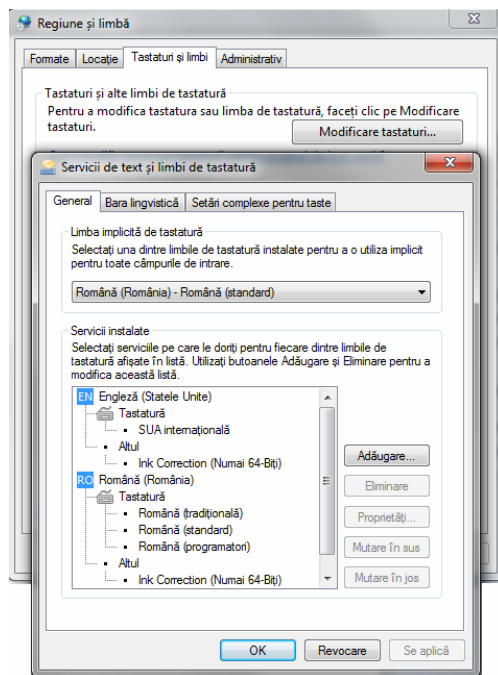 Regiune și limbă
Formate Locație Tastaturi și limbi Administrativ
Tastaturi și alte limbi de tastatură
Pentru a modifica tastatura sau limba de tastatură, faceți clic pe Modificare
tastaturi.
Modificare tastaturi...
Servicii de text și limbi de tastatură
General Bara lingvistică Setări complexe pentru taste
Limba implicită de tastatură
Selectați una dintre limbile de tastatură instalate pentru a o utiliza implicit
pentru toate câmpurile de intrare.
Română (România) - Română (standard)
Servicii instalate
Selectați serviciile pe care le doriți pentru fiecare dintre limbile de
tastatură afișate în listă. Utilizați butoanele Adăugare și Eliminare pentru a
modifica această listă.
EN Engleză (Statele Unite)
Tastatură
SUA internațională
Altul
Ink Correction (Numai 64-Biți)
RO Română (România)
Tastatură
Română (tradițională)
Română (standard)
Română (programatori)
Altul
Ink Correction (Numai 64-Biți)
Adăugare...
Eliminare
Proprietăți...
Mutare în sus
Mutare în jos
OK Revocare Se aplică